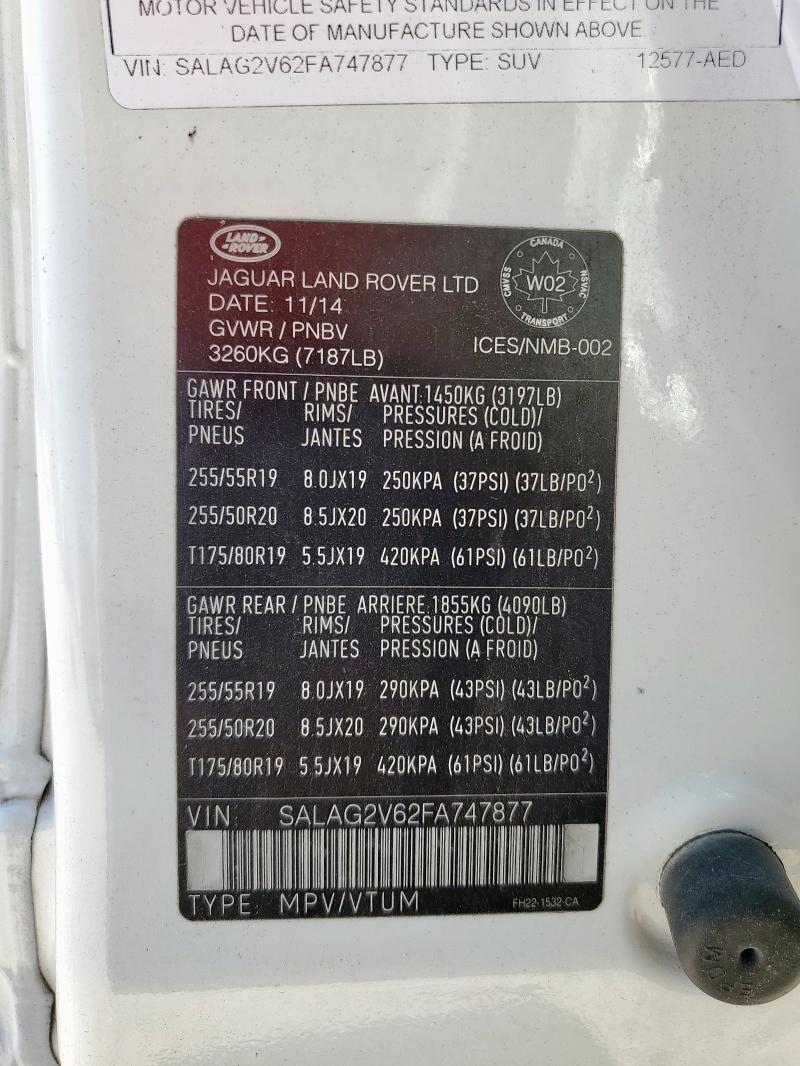 MOTOR VEHICLE SAFETY STANDARDS IN EFFECT ON THE
DATE OF MANUFACTURE SHOWN ABOVE.
VIN: SALAG2V62FA747877 TYPE: SUV 12577-AED
LAND-
-ROVER
JAGUAR LAND ROVER LTD
DATE: 11/14
GVWR / PNBV
3260KG (7187LB)
CANADA
CMVSS W02 NSVAC
TRANSPORT
ICES/NMB-002
GAWR FRONT / PNBE AVANT.1450KG (3197LB)
TIRES/ RIMS/ PRESSURES (COLD)/
PNEUS JANTES PRESSION (A FROID)
255/55R19 8.0JX19 250KPA (37PSI) (37LB/PO²)
255/50R20 8.5JX20 250KPA (37PSI) (37LB/PO²)
T175/80R19 5.5JX19 420KPA (61PSI) (61LB/PO²)
GAWR REAR / PNBE ARRIERE.1855KG (4090LB)
TIRES/ RIMS/ PRESSURES (COLD)/
PNEUS JANTES PRESSION (A FROID)
255/55R19 8.0JX19 290KPA (43PSI) (43LB/PO²)
255/50R20 8.5JX20 290KPA (43PSI) (43LB/PO²)
T175/80R19 5.5JX19 420KPA (61PSI) (61LB/PO²)
VIN: SALAG2V62FA747877
TYPE: MPV/VTUM FH22-1532-CA